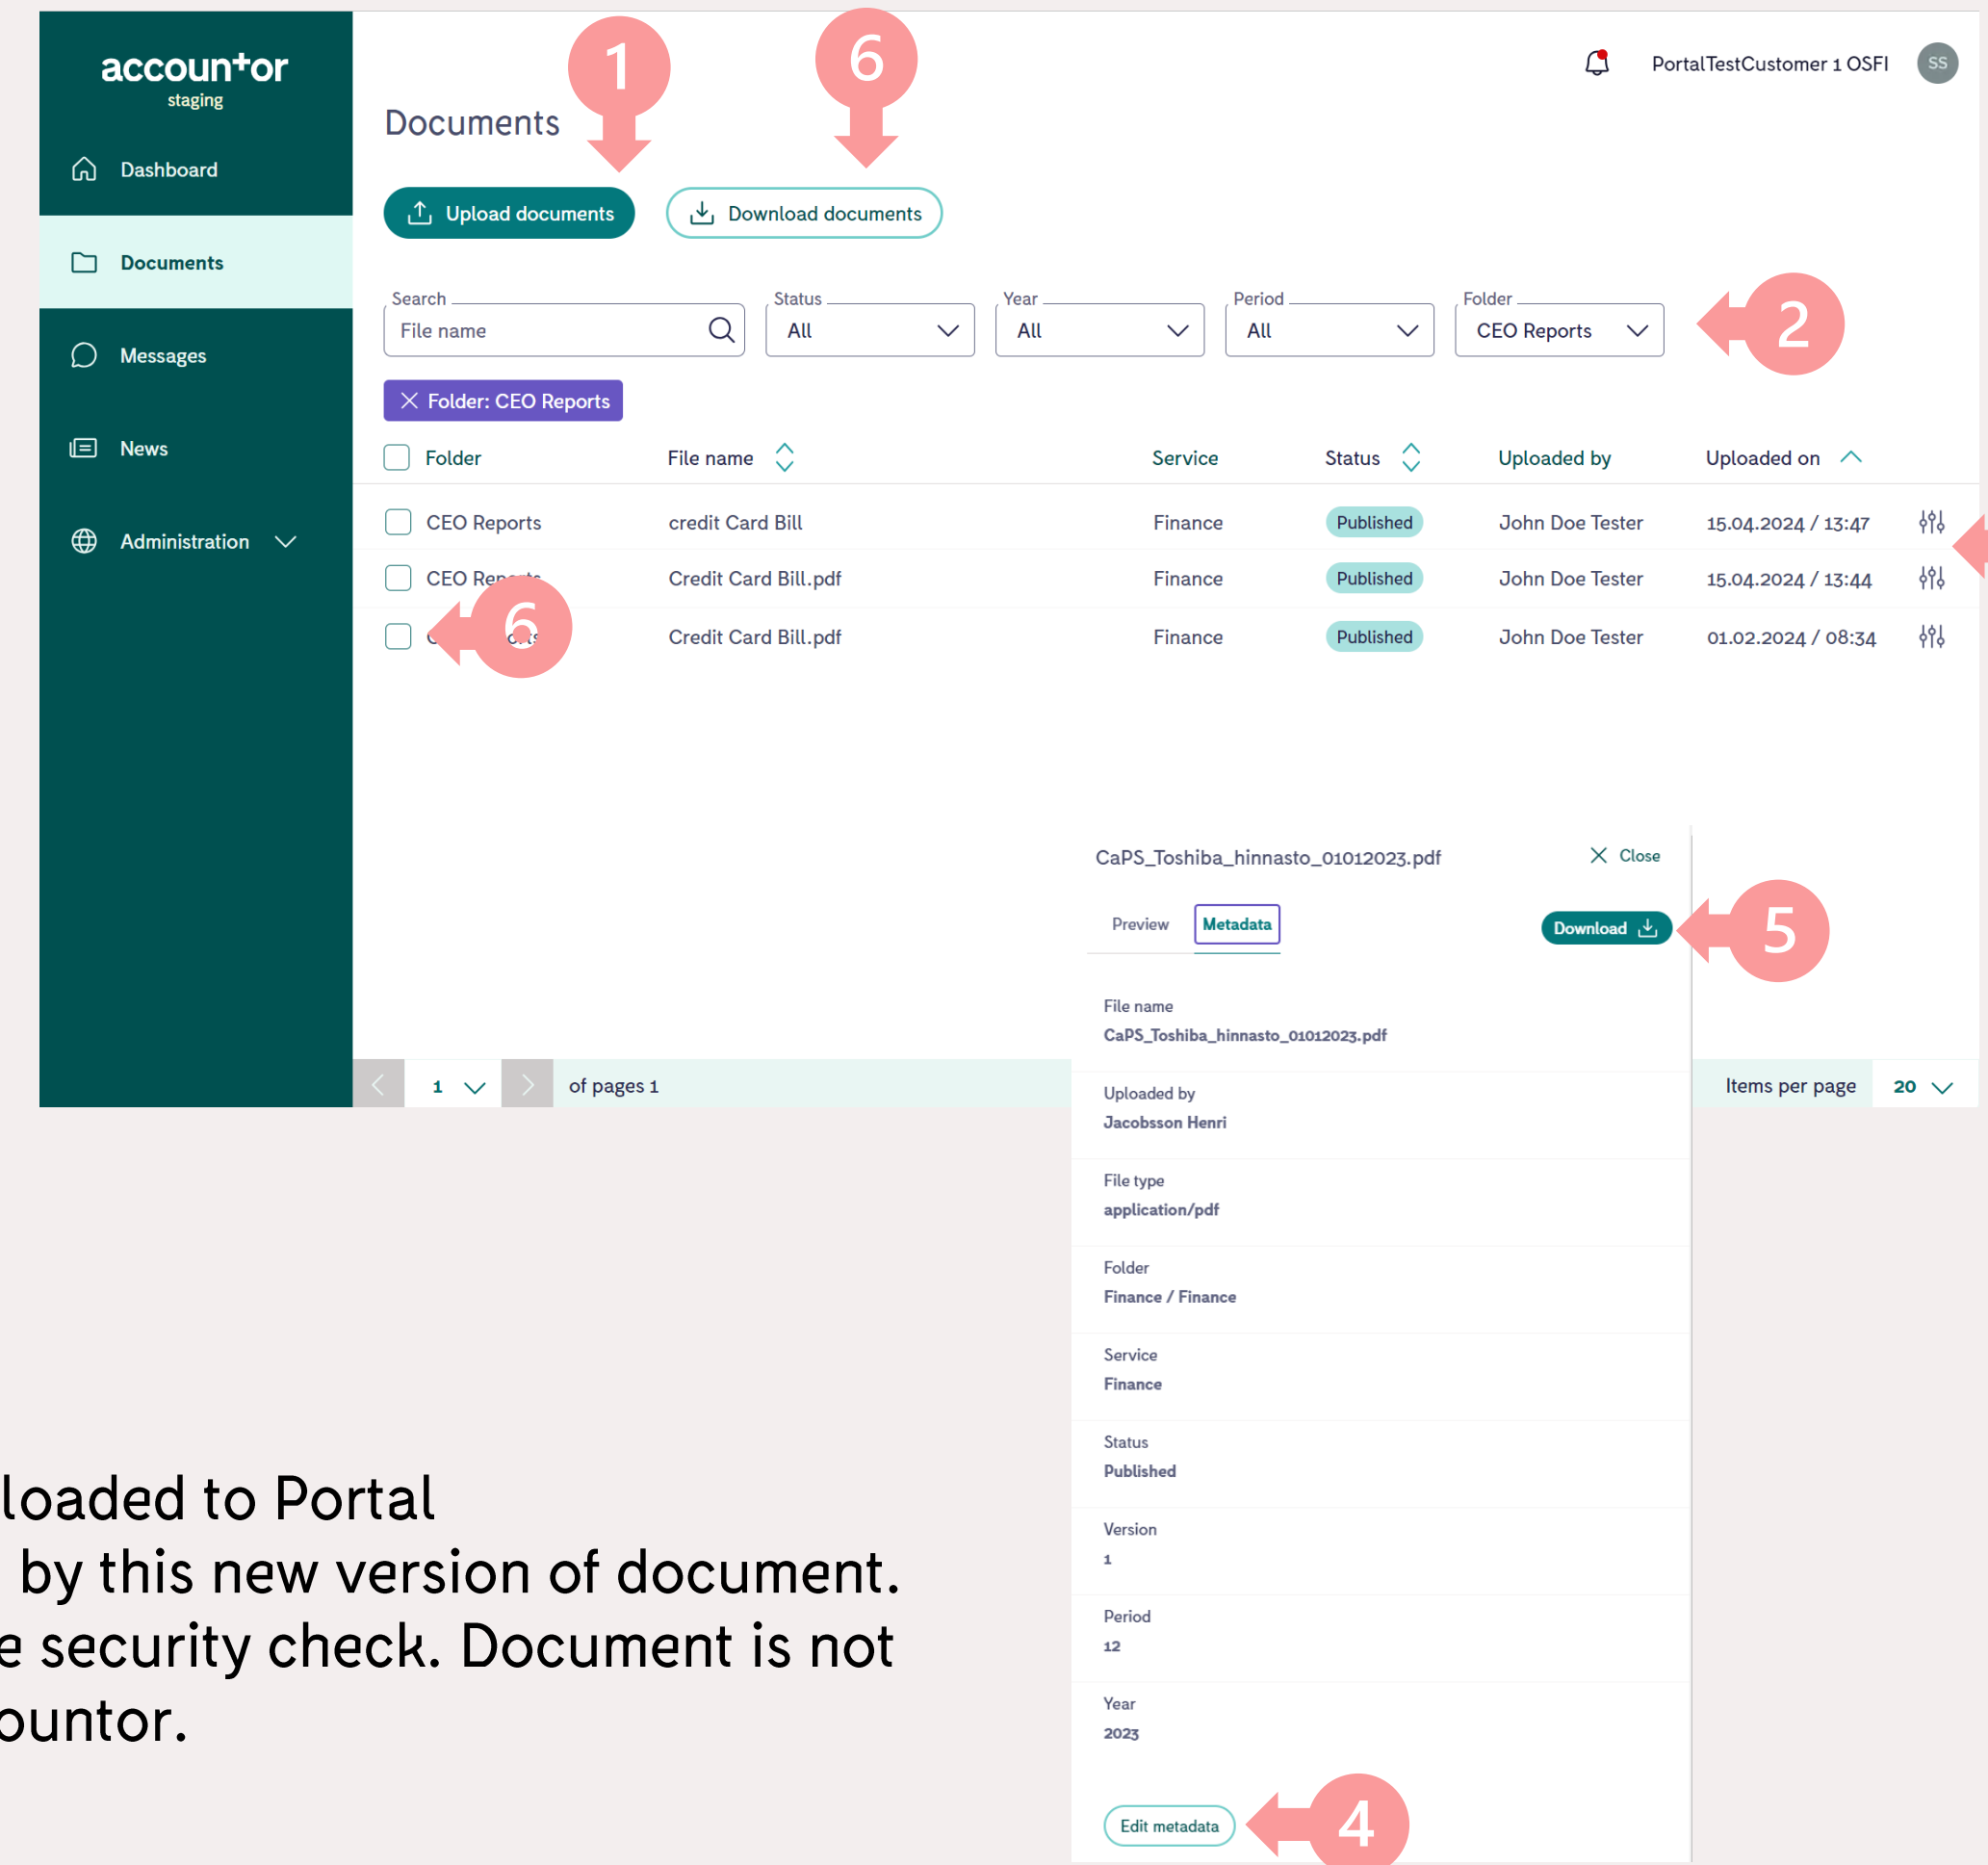 accountor
staging
1
6
PortalTestCustomer 1 OSFI
SS
Documents
Dashboard
Upload documents
Download documents
Documents
Search
File name
Status
All
Year
All
Period
All
Folder
CEO Reports
2
Messages
Folder: CEO Reports
News
Folder
File name
Service
Status
Uploaded by
Uploaded on
CEO Reports
credit Card Bill
Finance
Published
John Doe Tester
15.04.2024 / 13:47
Administration
CEO Reports
Credit Card Bill.pdf
Finance
Published
John Doe Tester
15.04.2024 / 13:44
6
Credit Card Bill.pdf
Finance
Published
John Doe Tester
01.02.2024 / 08:34
CaPS_Toshiba_hinnasto_01012023.pdf
Close
Preview
Metadata
Download
5
File name
CaPS_Toshiba_hinnasto_01012023.pdf
1
of pages 1
Items per page
20
Uploaded by
Jacobsson Henri
File type
application/pdf
Folder
Finance / Finance
Service
Finance
Status
Published
Version
1
Period
12
Year
2023
Edit metadata
4
loaded to Portal
by this new version of document.
e security check. Document is not
ountor.